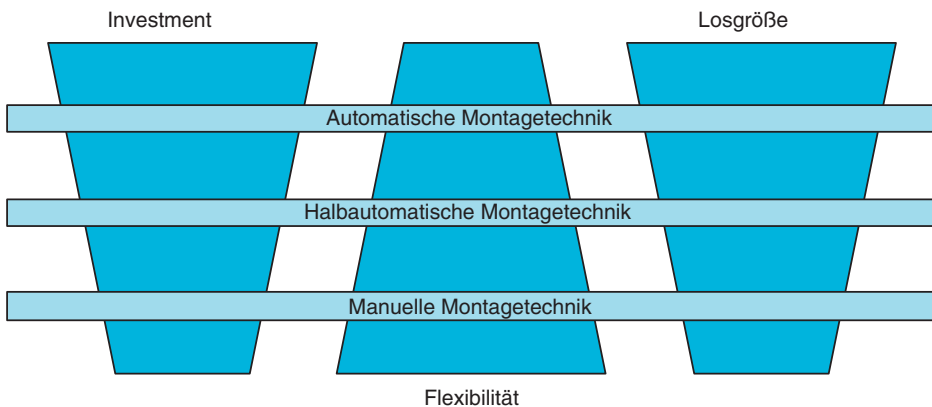 Investment
Losgröße
Automatische Montagetechnik
Halbautomatische Montagetechnik
Manuelle Montagetechnik
Flexibilität